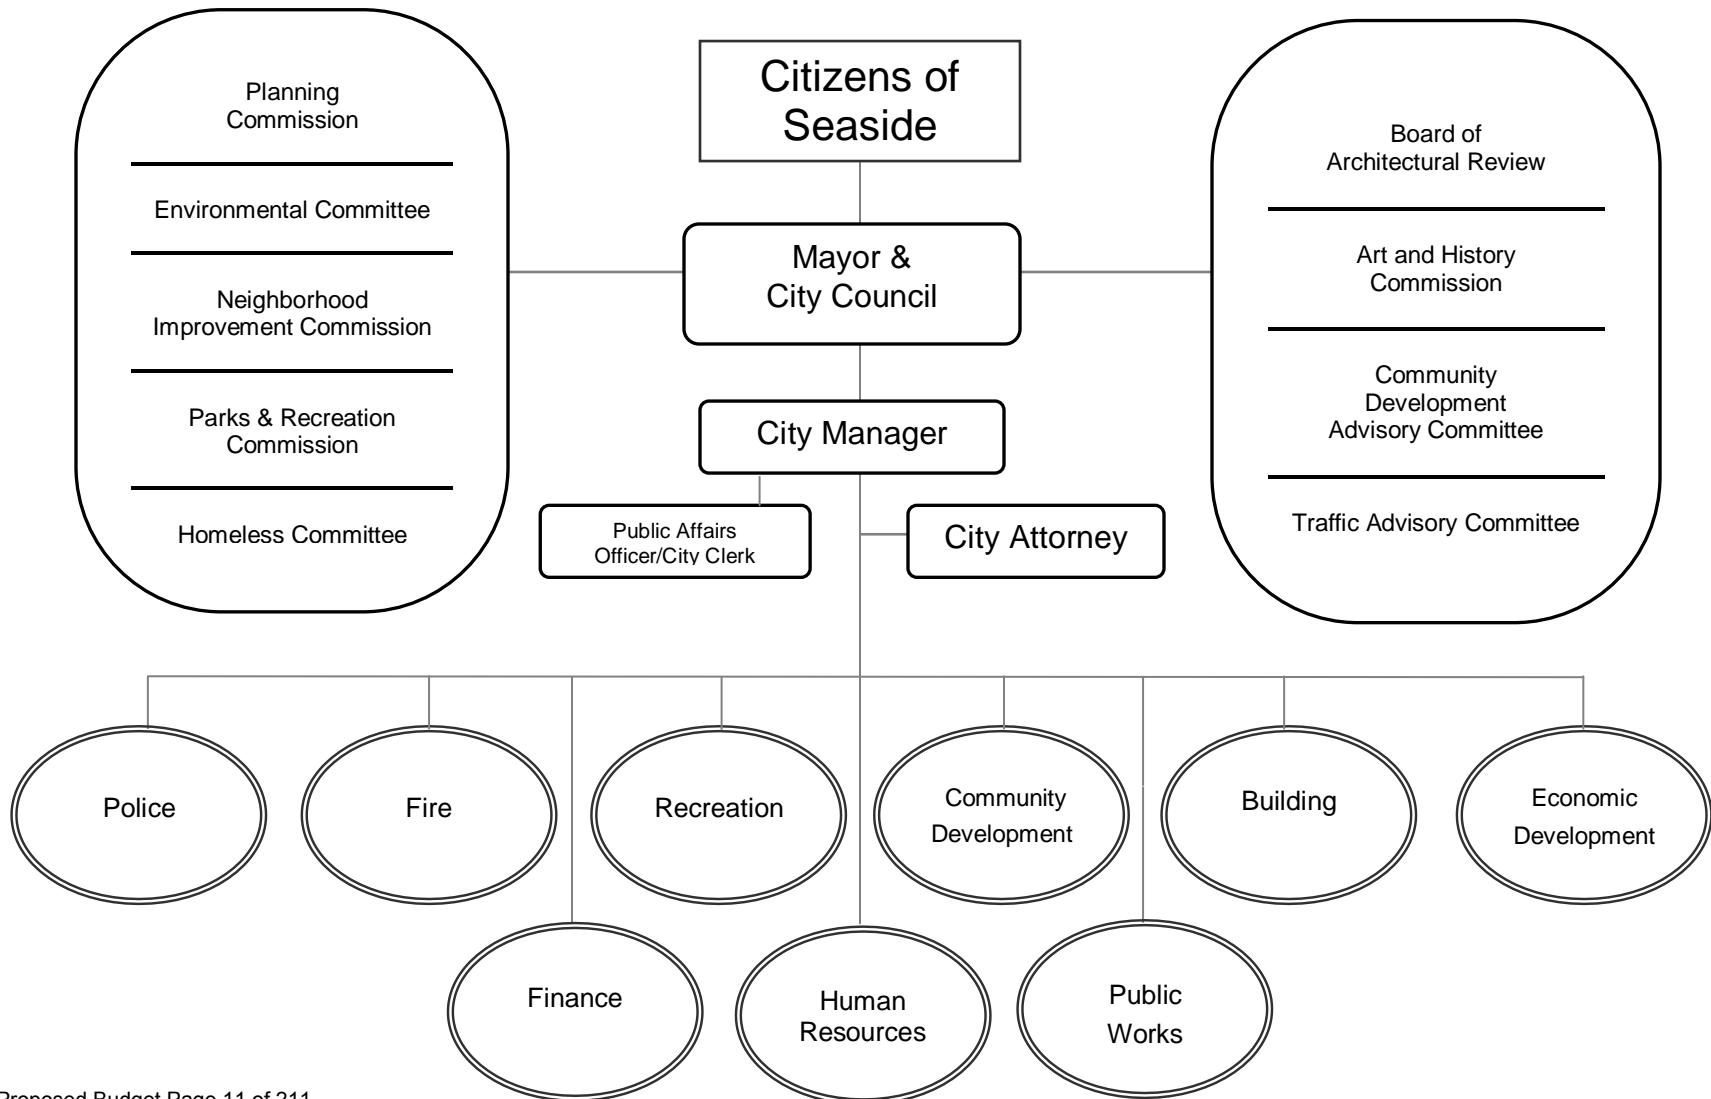 Planning
Commission
Environmental Committee
Neighborhood
Improvement Commission
Parks & Recreation
Commission
Homeless Committee
Citizens of
Seaside
Mayor &
City Council
City Manager
Public Affairs
Officer/City Clerk
City Attorney
Board of
Architectural Review
Art and History
Commission
Community
Development
Advisory Committee
Traffic Advisory Committee
Police
Fire
Recreation
Community
Development
Building
Economic
Development
Finance
Human
Resources
Public
Works
Proposed Budget Page 11 of 211